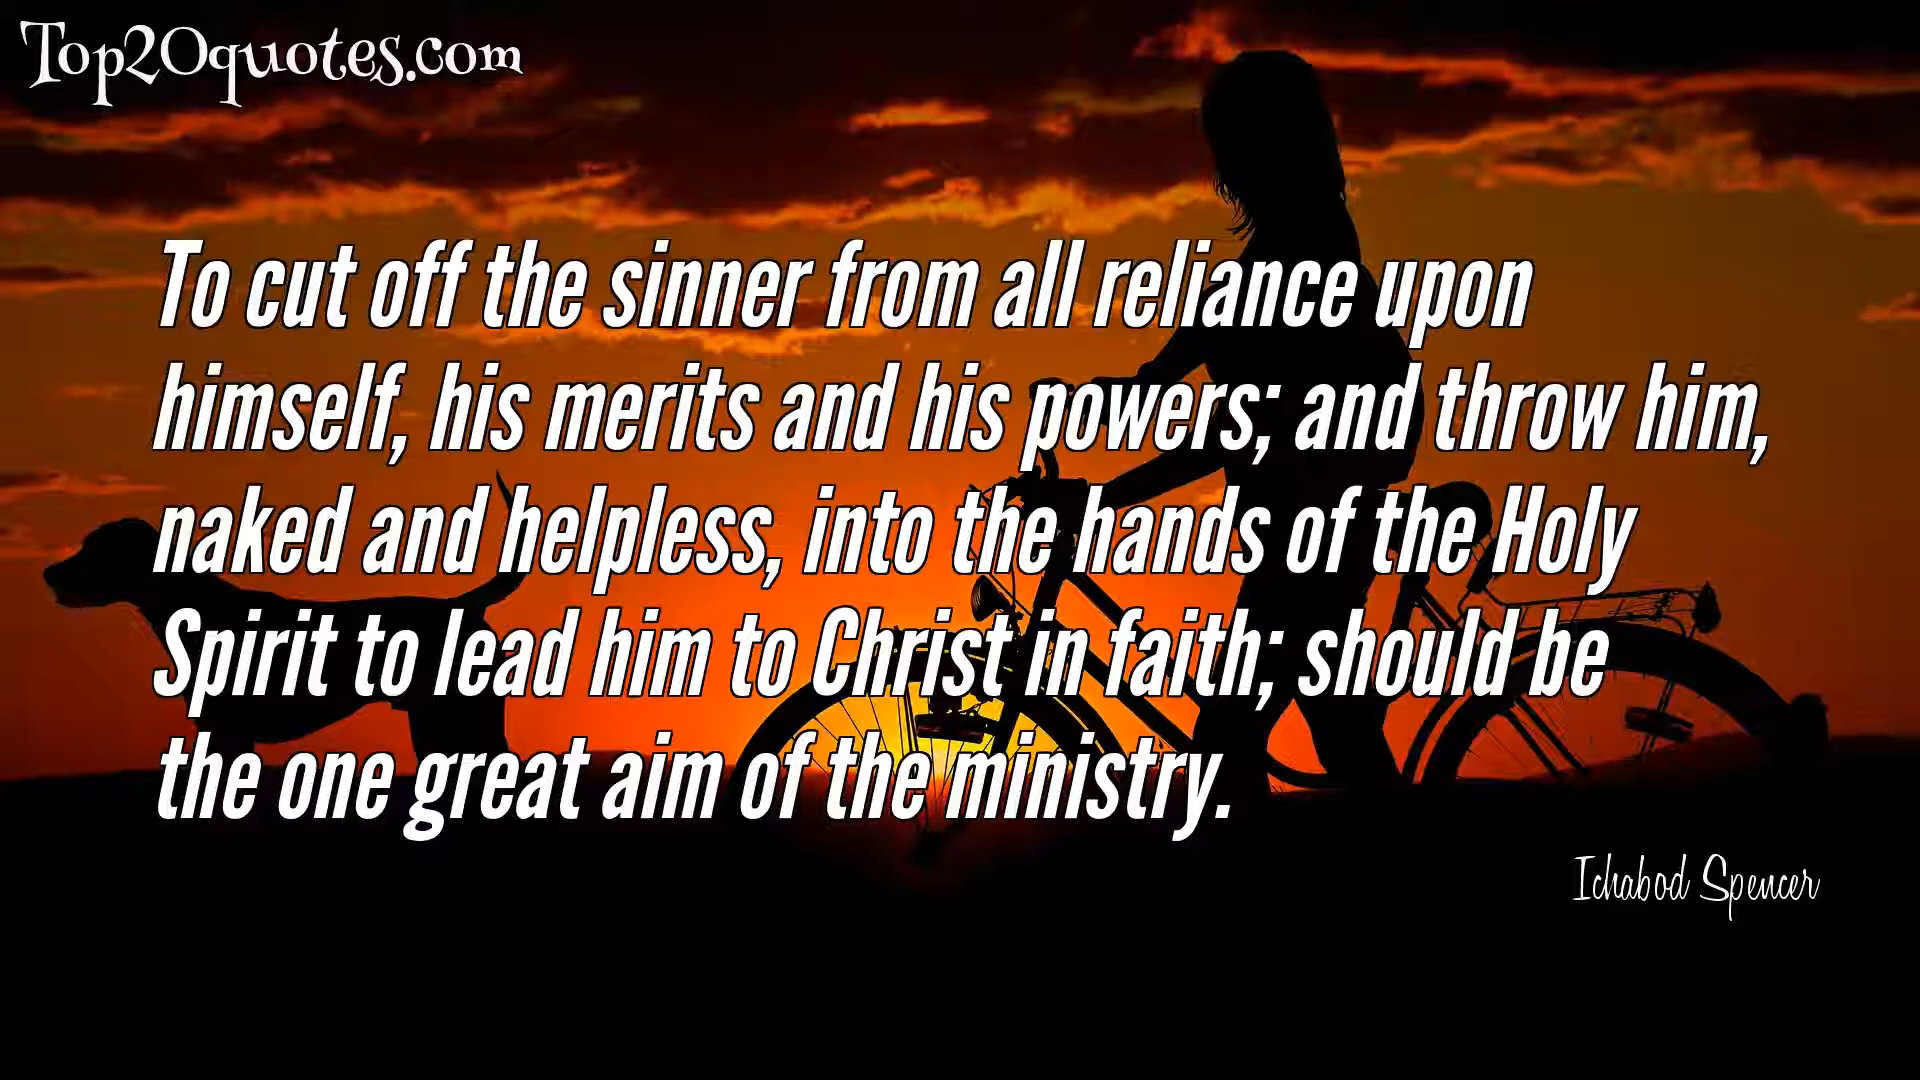 Top20quotes.com
To cut off the sinner from all reliance upon
himself, his merits and his powers; and throw him,
naked and helpless, into the hands of the Holy
Spirit to lead him to Christ in faith; should be
the one great aim of the ministry.
Ichabod Spencer